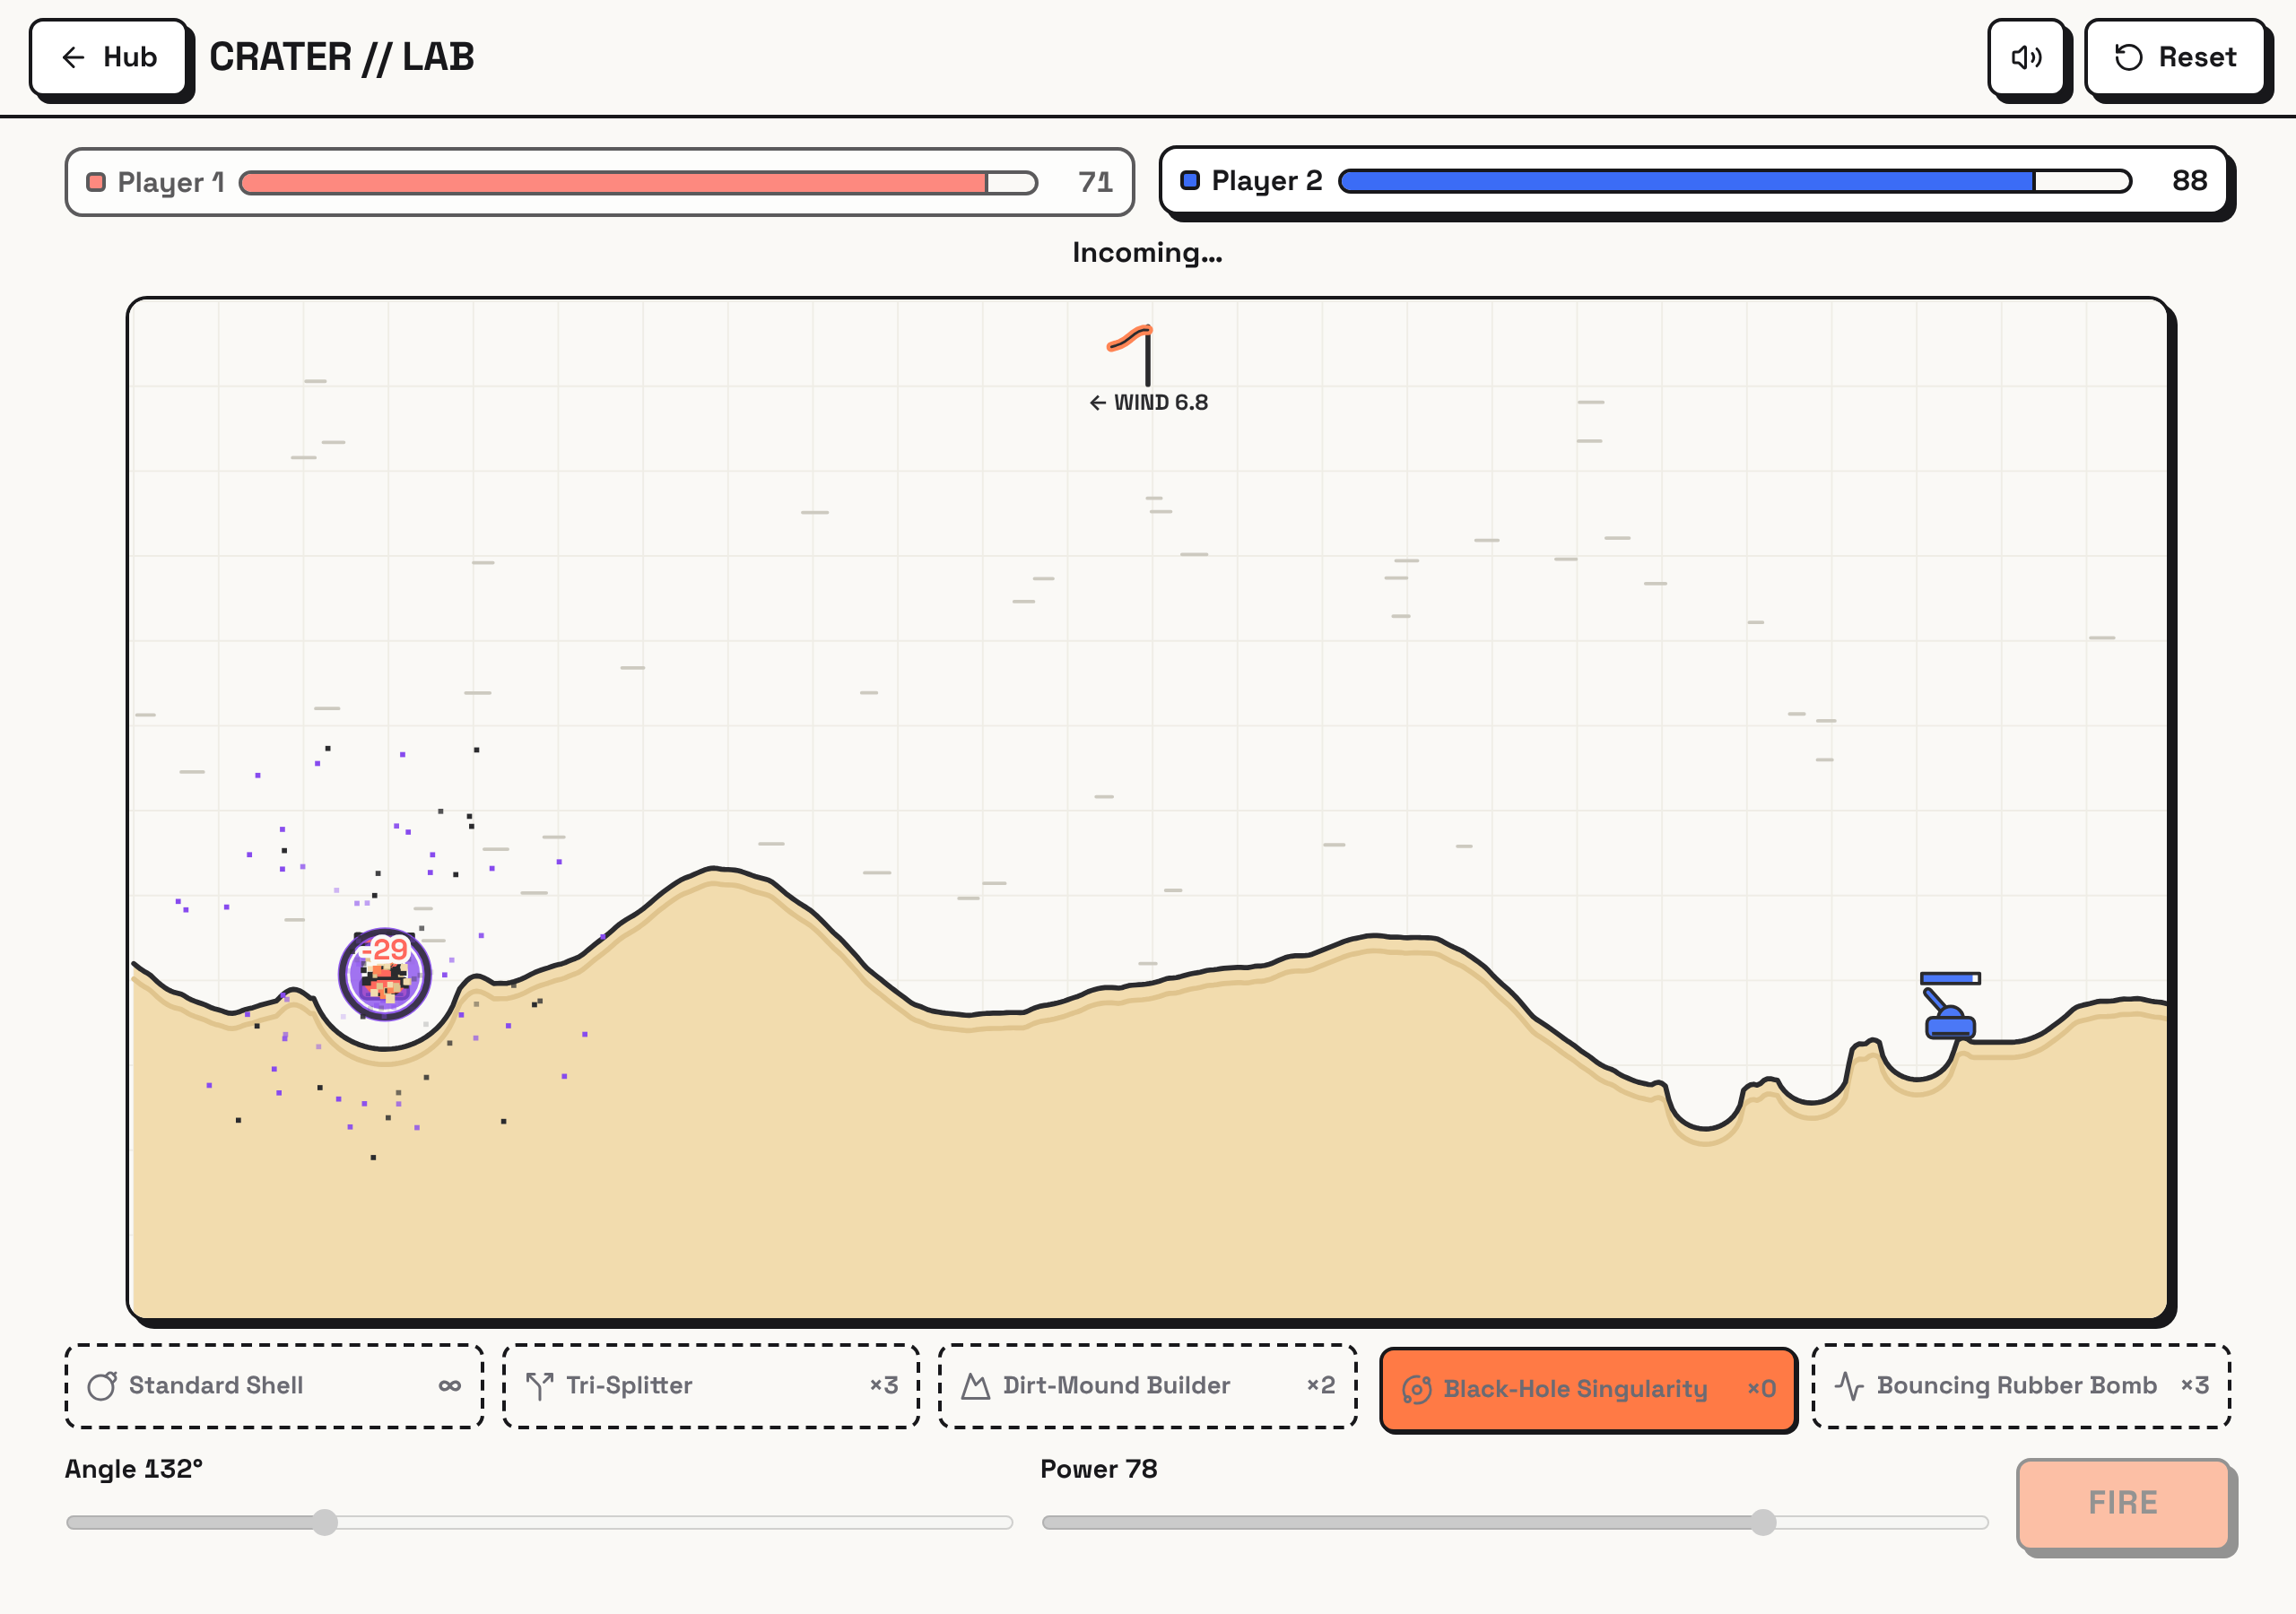 ← Hub
CRATER // LAB
Reset
Player 1
71
Player 2
88
Incoming...
← WIND 6.8
-29
Standard Shell
∞
Tri-Splitter
×3
Dirt-Mound Builder
×2
Black-Hole Singularity
×0
Bouncing Rubber Bomb
×3
Angle 132°
Power 78
FIRE